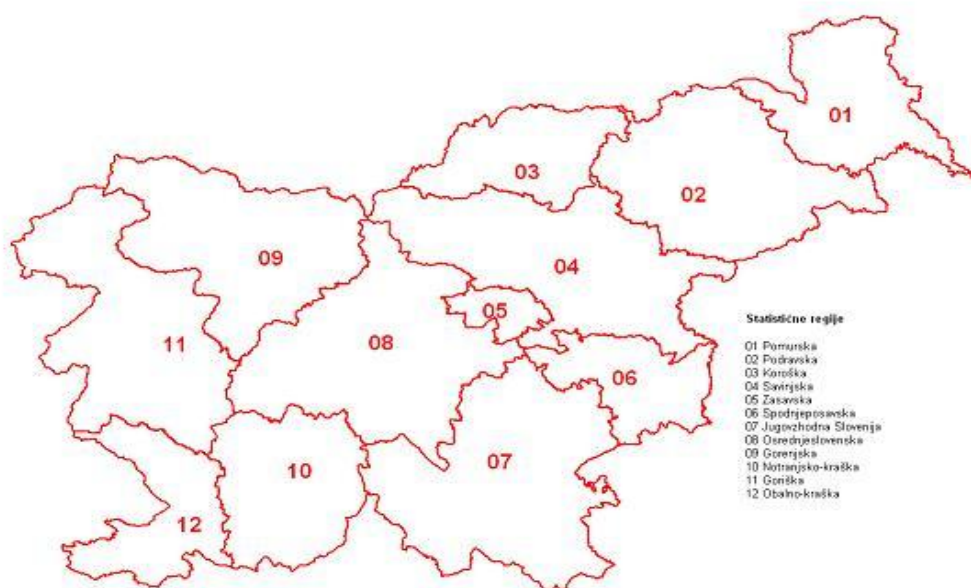 01
03
02
09
04
05
11
08
06
10
07
12
Statistične regije
01 Pomurska
02 Podravska
03 Koroška
04 Savinjska
05 Zasavska
06 Spodnjeposavska
07 Jugovzhodna Slovenija
08 Osrednjeslovenska
09 Gorenjska
10 Notranjsko-kraška
11 Goriška
12 Obalno-kraška